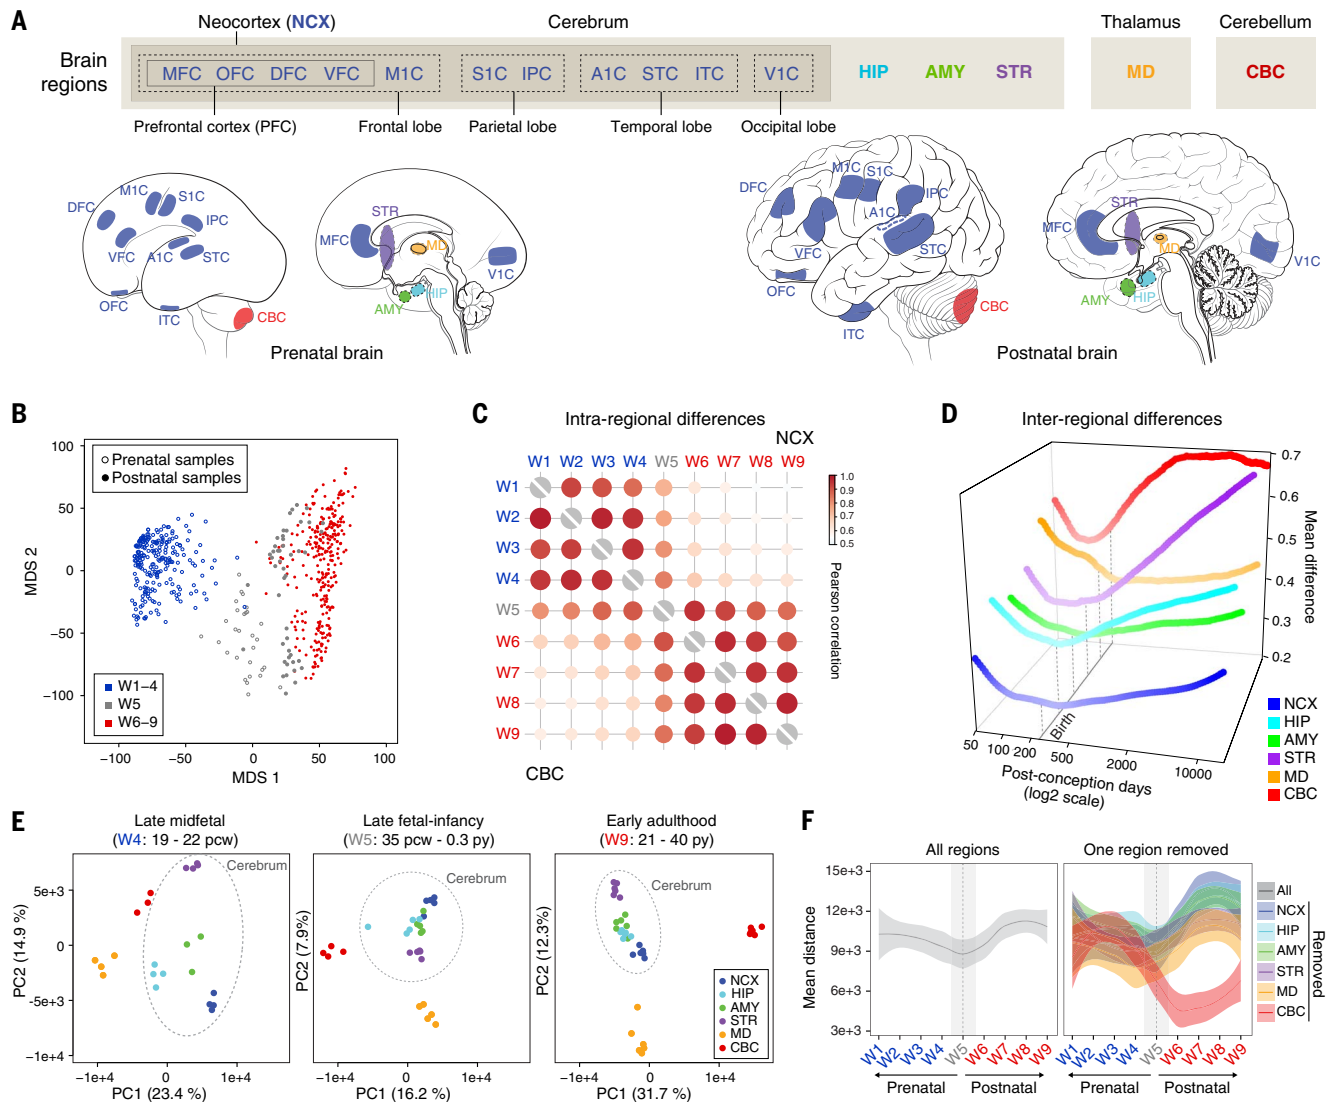 A
Neocortex (NCX)
Cerebrum
Thalamus
Cerebellum
Brain regions
MFC OFC DFC VFC M1C
S1C IPC
A1C STC ITC
V1C
HIP
AMY
STR
MD
CBC
Prefrontal cortex (PFC)
Frontal lobe
Parietal lobe
Temporal lobe
Occipital lobe
DFC
M1C
S1C
IPC
VFC
A1C
STC
OFC
ITC
CBC
STR
MFC
MD
V1C
HIP
AMY
Prenatal brain
DFC
M1C
S1C
IPC
A1C
VFC
STC
OFC
ITC
CBC
STR
MFC
MD
V1C
AMY
HIP
Postnatal brain
B
Prenatal samples
Postnatal samples
100
50
0
−50
−100
MDS 2
W1−4
W5
W6−9
−100
−50
0
50
100
MDS 1
C
Intra-regional differences
NCX
W1 W2 W3 W4 W5 W6 W7 W8 W9
W1
W2
W3
W4
W5
W6
W7
W8
W9
CBC
1.0
0.9
0.8
0.7
0.6
0.5
Pearson correlation
D
Inter-regional differences
0.7
0.6
0.5
0.4
0.3
0.2
Mean difference
Birth
50
100
200
500
2000
10000
Post-conception days
(log2 scale)
NCX
HIP
AMY
STR
MD
CBC
E
Late midfetal
(W4: 19 - 22 pcw)
Cerebrum
5e+3
0
−5e+3
−1e+4
PC2 (14.9 %)
−1e+4
0
1e+4
PC1 (23.4 %)
Late fetal-infancy
(W5: 35 pcw - 0.3 py)
Cerebrum
PC2 (7.9%)
−1e+4
0
1e+4
PC1 (16.2 %)
Early adulthood
(W9: 21 - 40 py)
Cerebrum
PC2 (12.3%)
NCX
HIP
AMY
STR
MD
CBC
−1e+4
0
1e+4
PC1 (31.7 %)
F
All regions
One region removed
15e+3
12e+3
9e+3
6e+3
3e+3
Mean distance
W1 W2 W3 W4 W5 W6 W7 W8 W9
Prenatal
Postnatal
W1 W2 W3 W4 W5 W6 W7 W8 W9
Prenatal
Postnatal
All
NCX
HIP
AMY
STR
MD
CBC
Removed